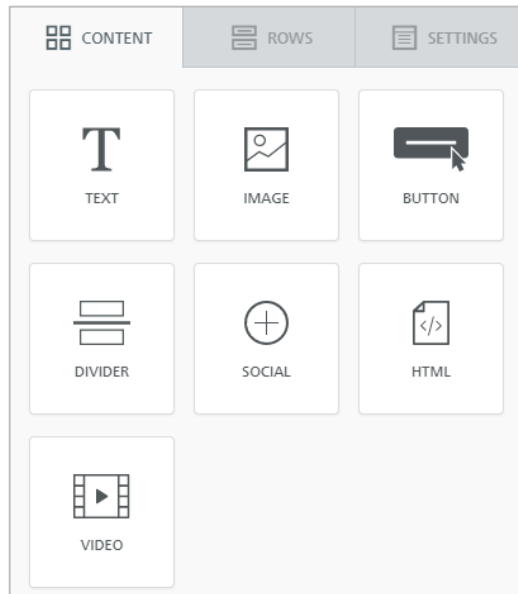 CONTENT ROWS SETTINGS
TEXT IMAGE BUTTON
DIVIDER SOCIAL HTML
VIDEO